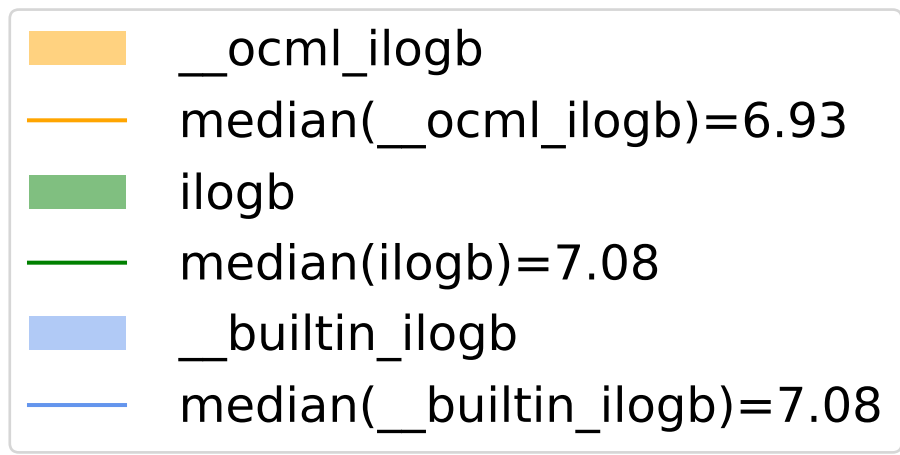 __ocml_ilogb
median(__ocml_ilogb)=6.93
ilogb
median(ilogb)=7.08
__builtin_ilogb
median(__builtin_ilogb)=7.08